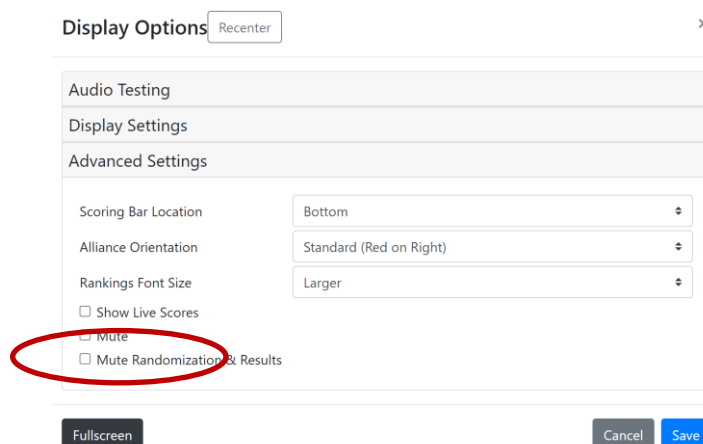 Display Options Recenter
Audio Testing
Display Settings
Advanced Settings
Scoring Bar Location Bottom
Alliance Orientation Standard (Red on Right)
Rankings Font Size Larger
Show Live Scores
Mute
Mute Randomization & Results
Fullscreen Cancel Save